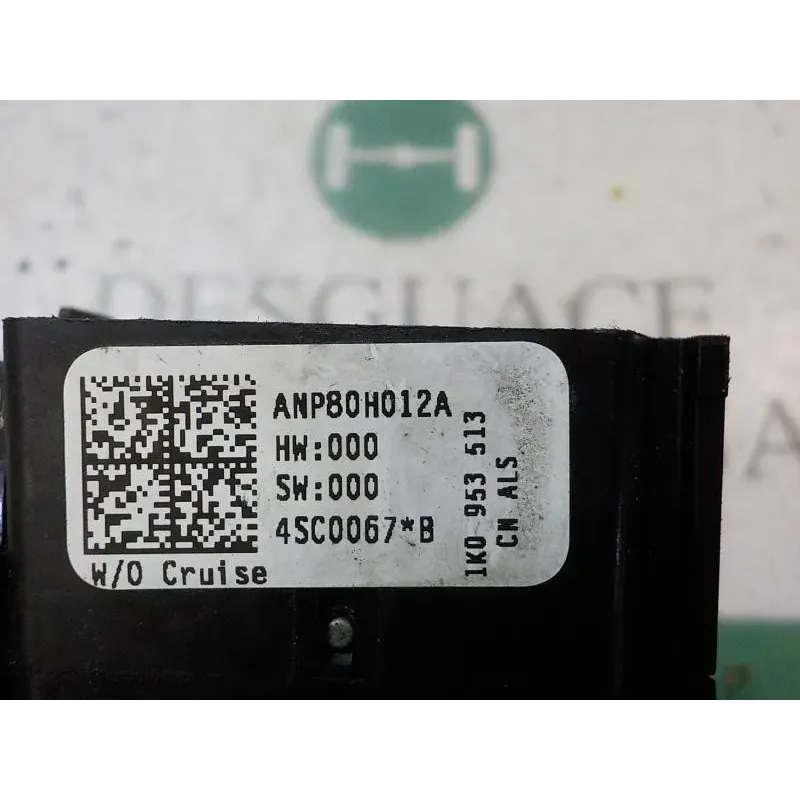 DESGUACE
ANP80H012A
HW:000
SW:000
4SC0067*B
W/O Cruise
1K0 953 513
CN ALS